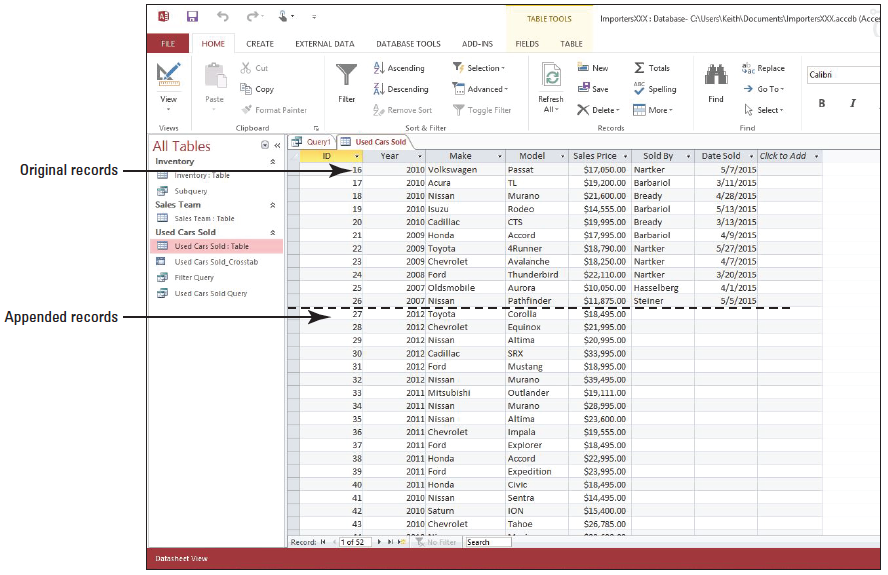 TABLE TOOLS
ImportersXXX : Database- C:\Users\Keith\Documents\ImportersXXX.accdb (Acces
FILE HOME CREATE EXTERNAL DATA DATABASE TOOLS ADD-INS FIELDS TABLE
View
Views
Paste
Cut
Copy
Format Painter
Clipboard
Filter
Ascending
Descending
Remove Sort
Selection
Advanced
Toggle Filter
Sort & Filter
Refresh
All
New
Save
Delete
Totals
Spelling
More
Records
Find
Replace
Go To
Select
Find
Calibri
B I
All Tables
Inventory
Inventory : Table
Subquery
Sales Team
Sales Team : Table
Used Cars Sold
Used Cars Sold : Table
Used Cars Sold_Crosstab
Filter Query
Used Cars Sold Query
Original records
Appended records
Query1 Used Cars Sold
ID Year Make Model Sales Price Sold By Date Sold Click to Add
16 2010 Volkswagen Passat $17,050.00 Nartker 5/7/2015
17 2010 Acura TL $19,200.00 Barbariol 3/11/2015
18 2010 Nissan Murano $21,600.00 Bready 4/28/2015
19 2010 Isuzu Rodeo $14,555.00 Barbariol 5/13/2015
20 2010 Cadillac CTS $19,995.00 Bready 3/13/2015
21 2009 Honda Accord $17,995.00 Barbariol 4/9/2015
22 2009 Toyota 4Runner $18,790.00 Nartker 5/27/2015
23 2009 Chevrolet Avalanche $18,250.00 Nartker 4/7/2015
24 2008 Ford Thunderbird $22,110.00 Nartker 3/20/2015
25 2007 Oldsmobile Aurora $10,050.00 Hasselberg 4/1/2015
26 2007 Nissan Pathfinder $11,875.00 Steiner 5/5/2015
27 2012 Toyota Corolla $18,495.00
28 2012 Chevrolet Equinox $21,995.00
29 2012 Nissan Altima $20,995.00
30 2012 Cadillac SRX $33,995.00
31 2012 Ford Mustang $18,995.00
32 2012 Nissan Murano $39,495.00
33 2011 Mitsubishi Outlander $19,111.00
34 2011 Nissan Murano $28,995.00
35 2011 Nissan Altima $23,600.00
36 2011 Chevrolet Impala $19,555.00
37 2011 Ford Explorer $18,495.00
38 2011 Honda Accord $22,995.00
39 2011 Ford Expedition $23,995.00
40 2011 Honda Civic $18,495.00
41 2010 Nissan Sentra $14,495.00
42 2010 Saturn ION $15,400.00
43 2010 Chevrolet Tahoe $26,785.00
Record: 1 of 52 No Filter Search
Datasheet View